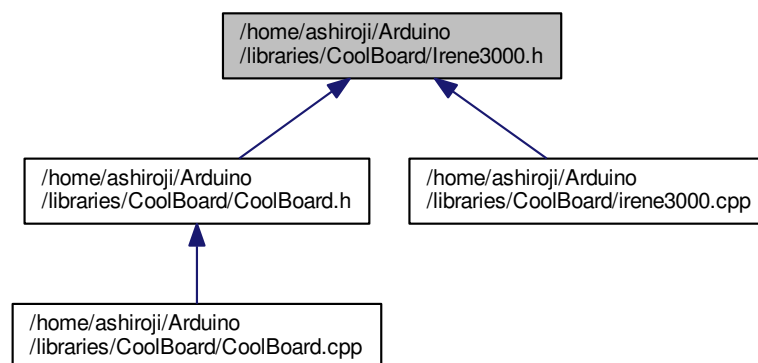 /home/ashiroji/Arduino
/libraries/CoolBoard/Irene3000.h
/home/ashiroji/Arduino
/libraries/CoolBoard/CoolBoard.h
/home/ashiroji/Arduino
/libraries/CoolBoard/irene3000.cpp
/home/ashiroji/Arduino
/libraries/CoolBoard/CoolBoard.cpp